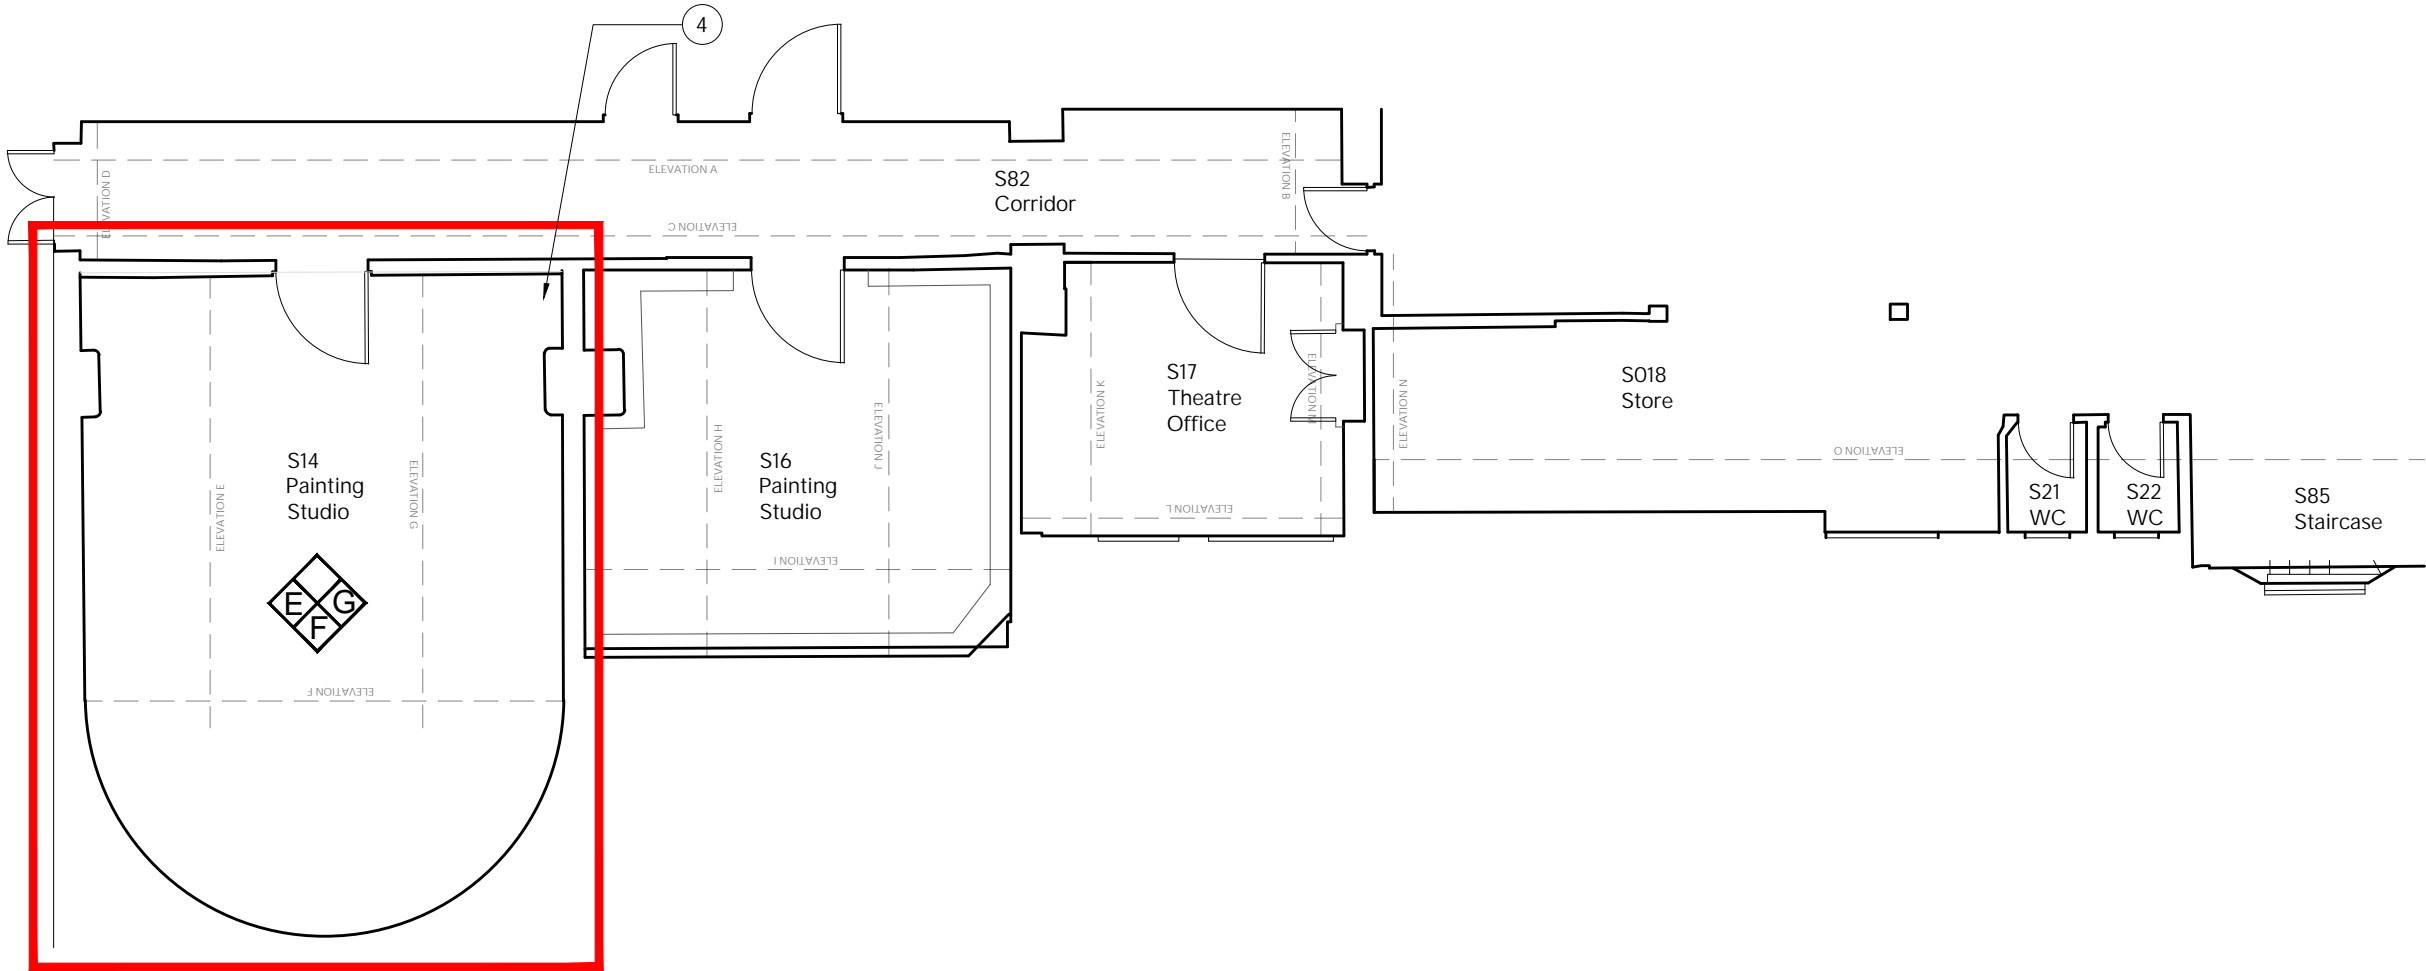 4
ELEVATION A
ELEVATION B
ELEVATION D
S82
Corridor
ELEVATION C
S14
Painting
Studio
ELEVATION E
ELEVATION G
E
G
F
ELEVATION F
S16
Painting
Studio
ELEVATION H
ELEVATION J
ELEVATION I
S17
Theatre
Office
ELEVATION K
ELEVATION M
ELEVATION L
ELEVATION N
S018
Store
ELEVATION O
S21
WC
S22
WC
S85
Staircase